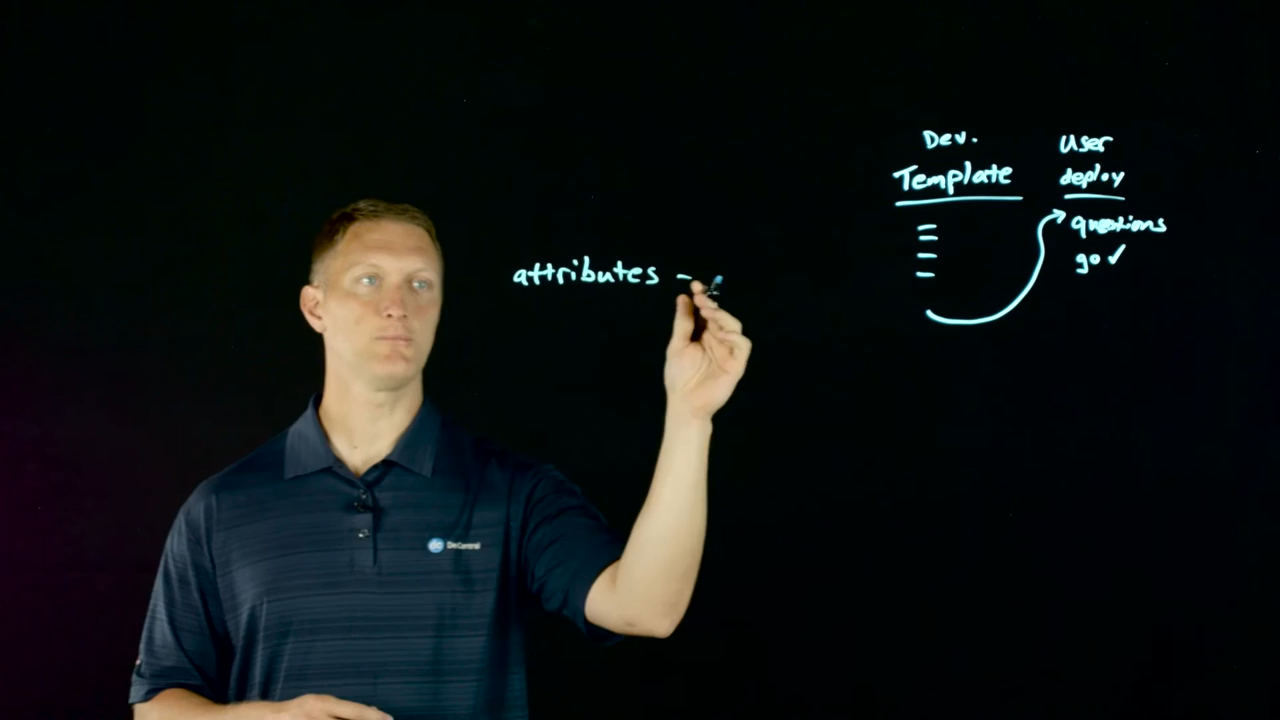 Dev.
Template
User
deploy
questions
go ✓
attributes -